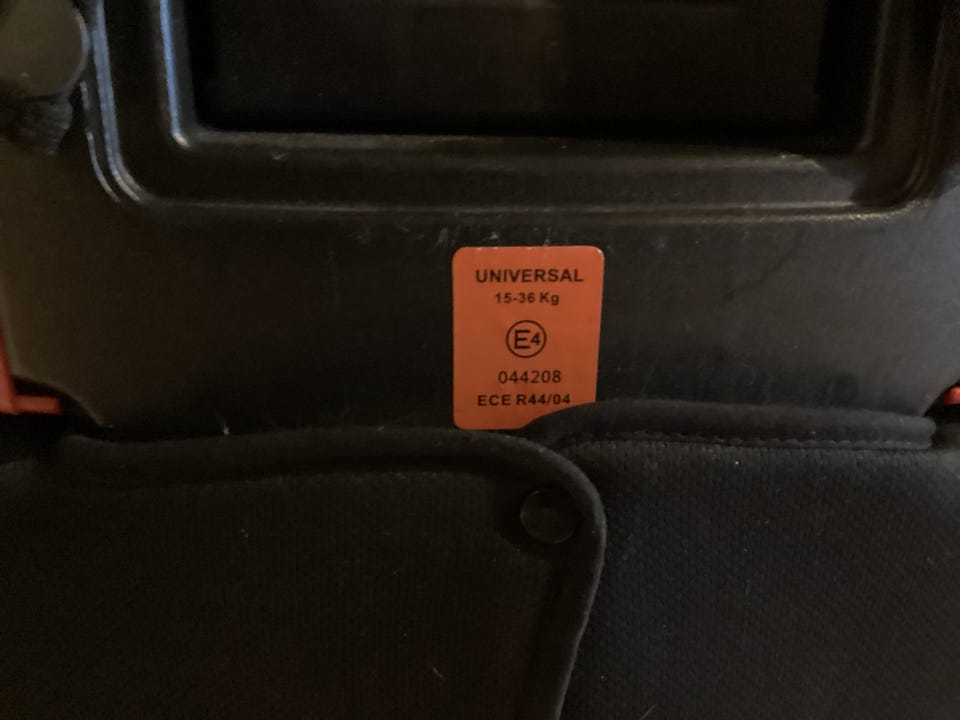 UNIVERSAL
15-36 Kg
E4
044208
ECE R44/04